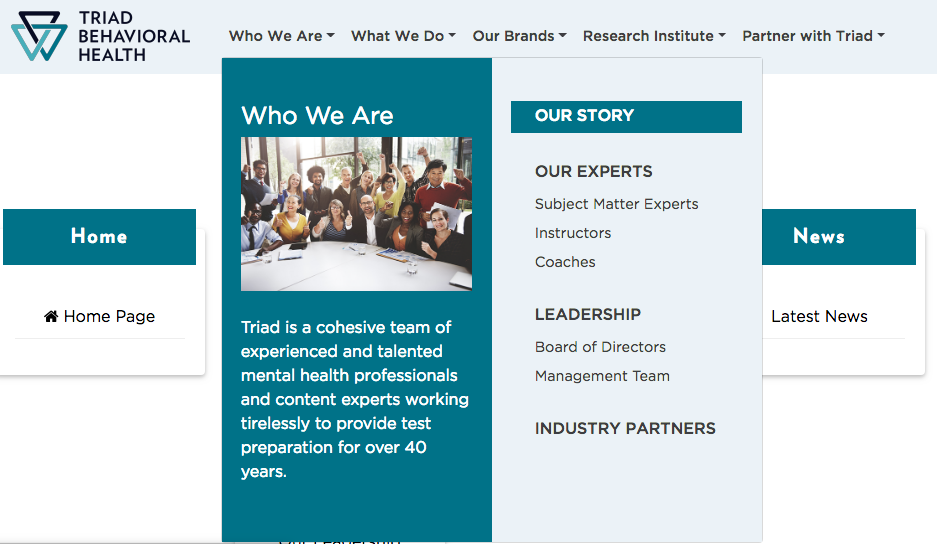 TRIAD
BEHAVIORAL
HEALTH
Who We Are
What We Do
Our Brands
Research Institute
Partner with Triad
Who We Are
Triad is a cohesive team of
experienced and talented
mental health professionals
and content experts working
tirelessly to provide test
preparation for over 40
years.
OUR STORY
OUR EXPERTS
Subject Matter Experts
Instructors
Coaches
LEADERSHIP
Board of Directors
Management Team
INDUSTRY PARTNERS
Home
Home Page
News
Latest News
Our Leadership